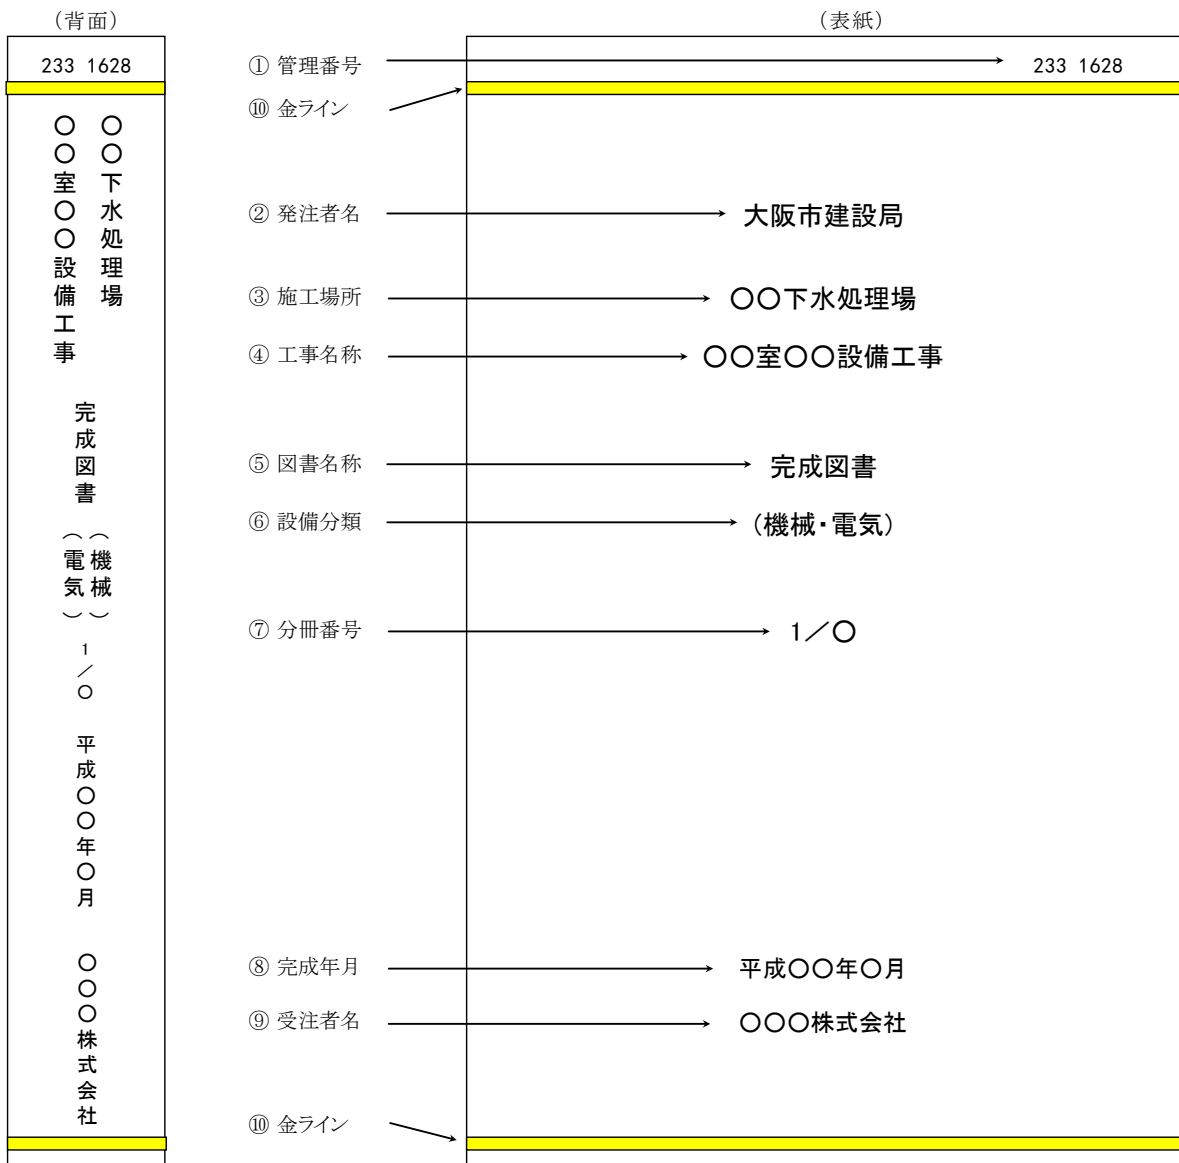 (背面)
233 1628
〇〇下水処理場
〇〇室〇〇設備工事
完成図書
(機械)
(電気)
1/〇
平成〇〇年〇月
〇〇〇株式会社
① 管理番号
⑩ 金ライン
② 発注者名
③ 施工場所
④ 工事名称
⑤ 図書名称
⑥ 設備分類
⑦ 分冊番号
⑧ 完成年月
⑨ 受注者名
⑩ 金ライン
(表紙)
233 1628
大阪市建設局
〇〇下水処理場
〇〇室〇〇設備工事
完成図書
(機械・電気)
1/〇
平成〇〇年〇月
〇〇〇株式会社